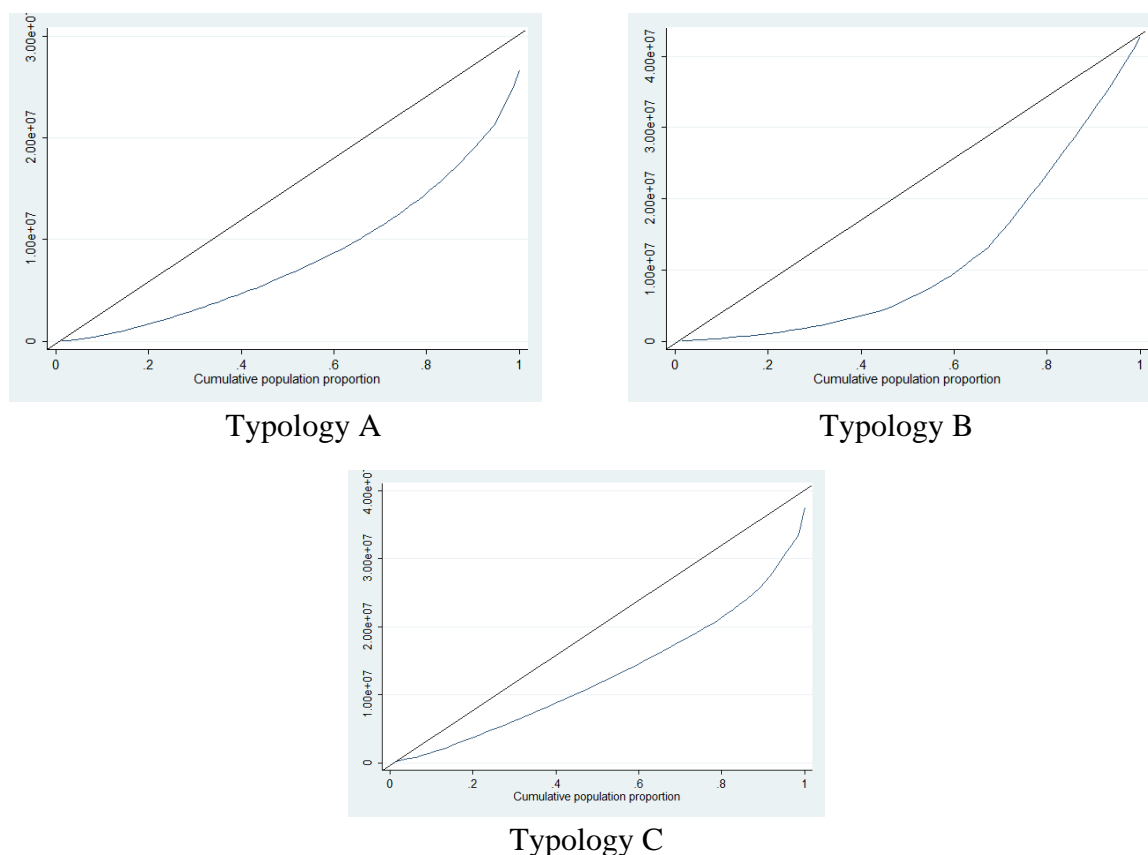 3.00e+0
2.00e+07
1.00e+07
0
0 .2 .4 .6 .8 1
Cumulative population proportion
Typology A
4.00e+07
3.00e+07
2.00e+07
1.00e+07
0
0 .2 .4 .6 .8 1
Cumulative population proportion
Typology B
4.00e+0
3.00e+07
2.00e+07
1.00e+07
0
0 .2 .4 .6 .8 1
Cumulative population proportion
Typology C